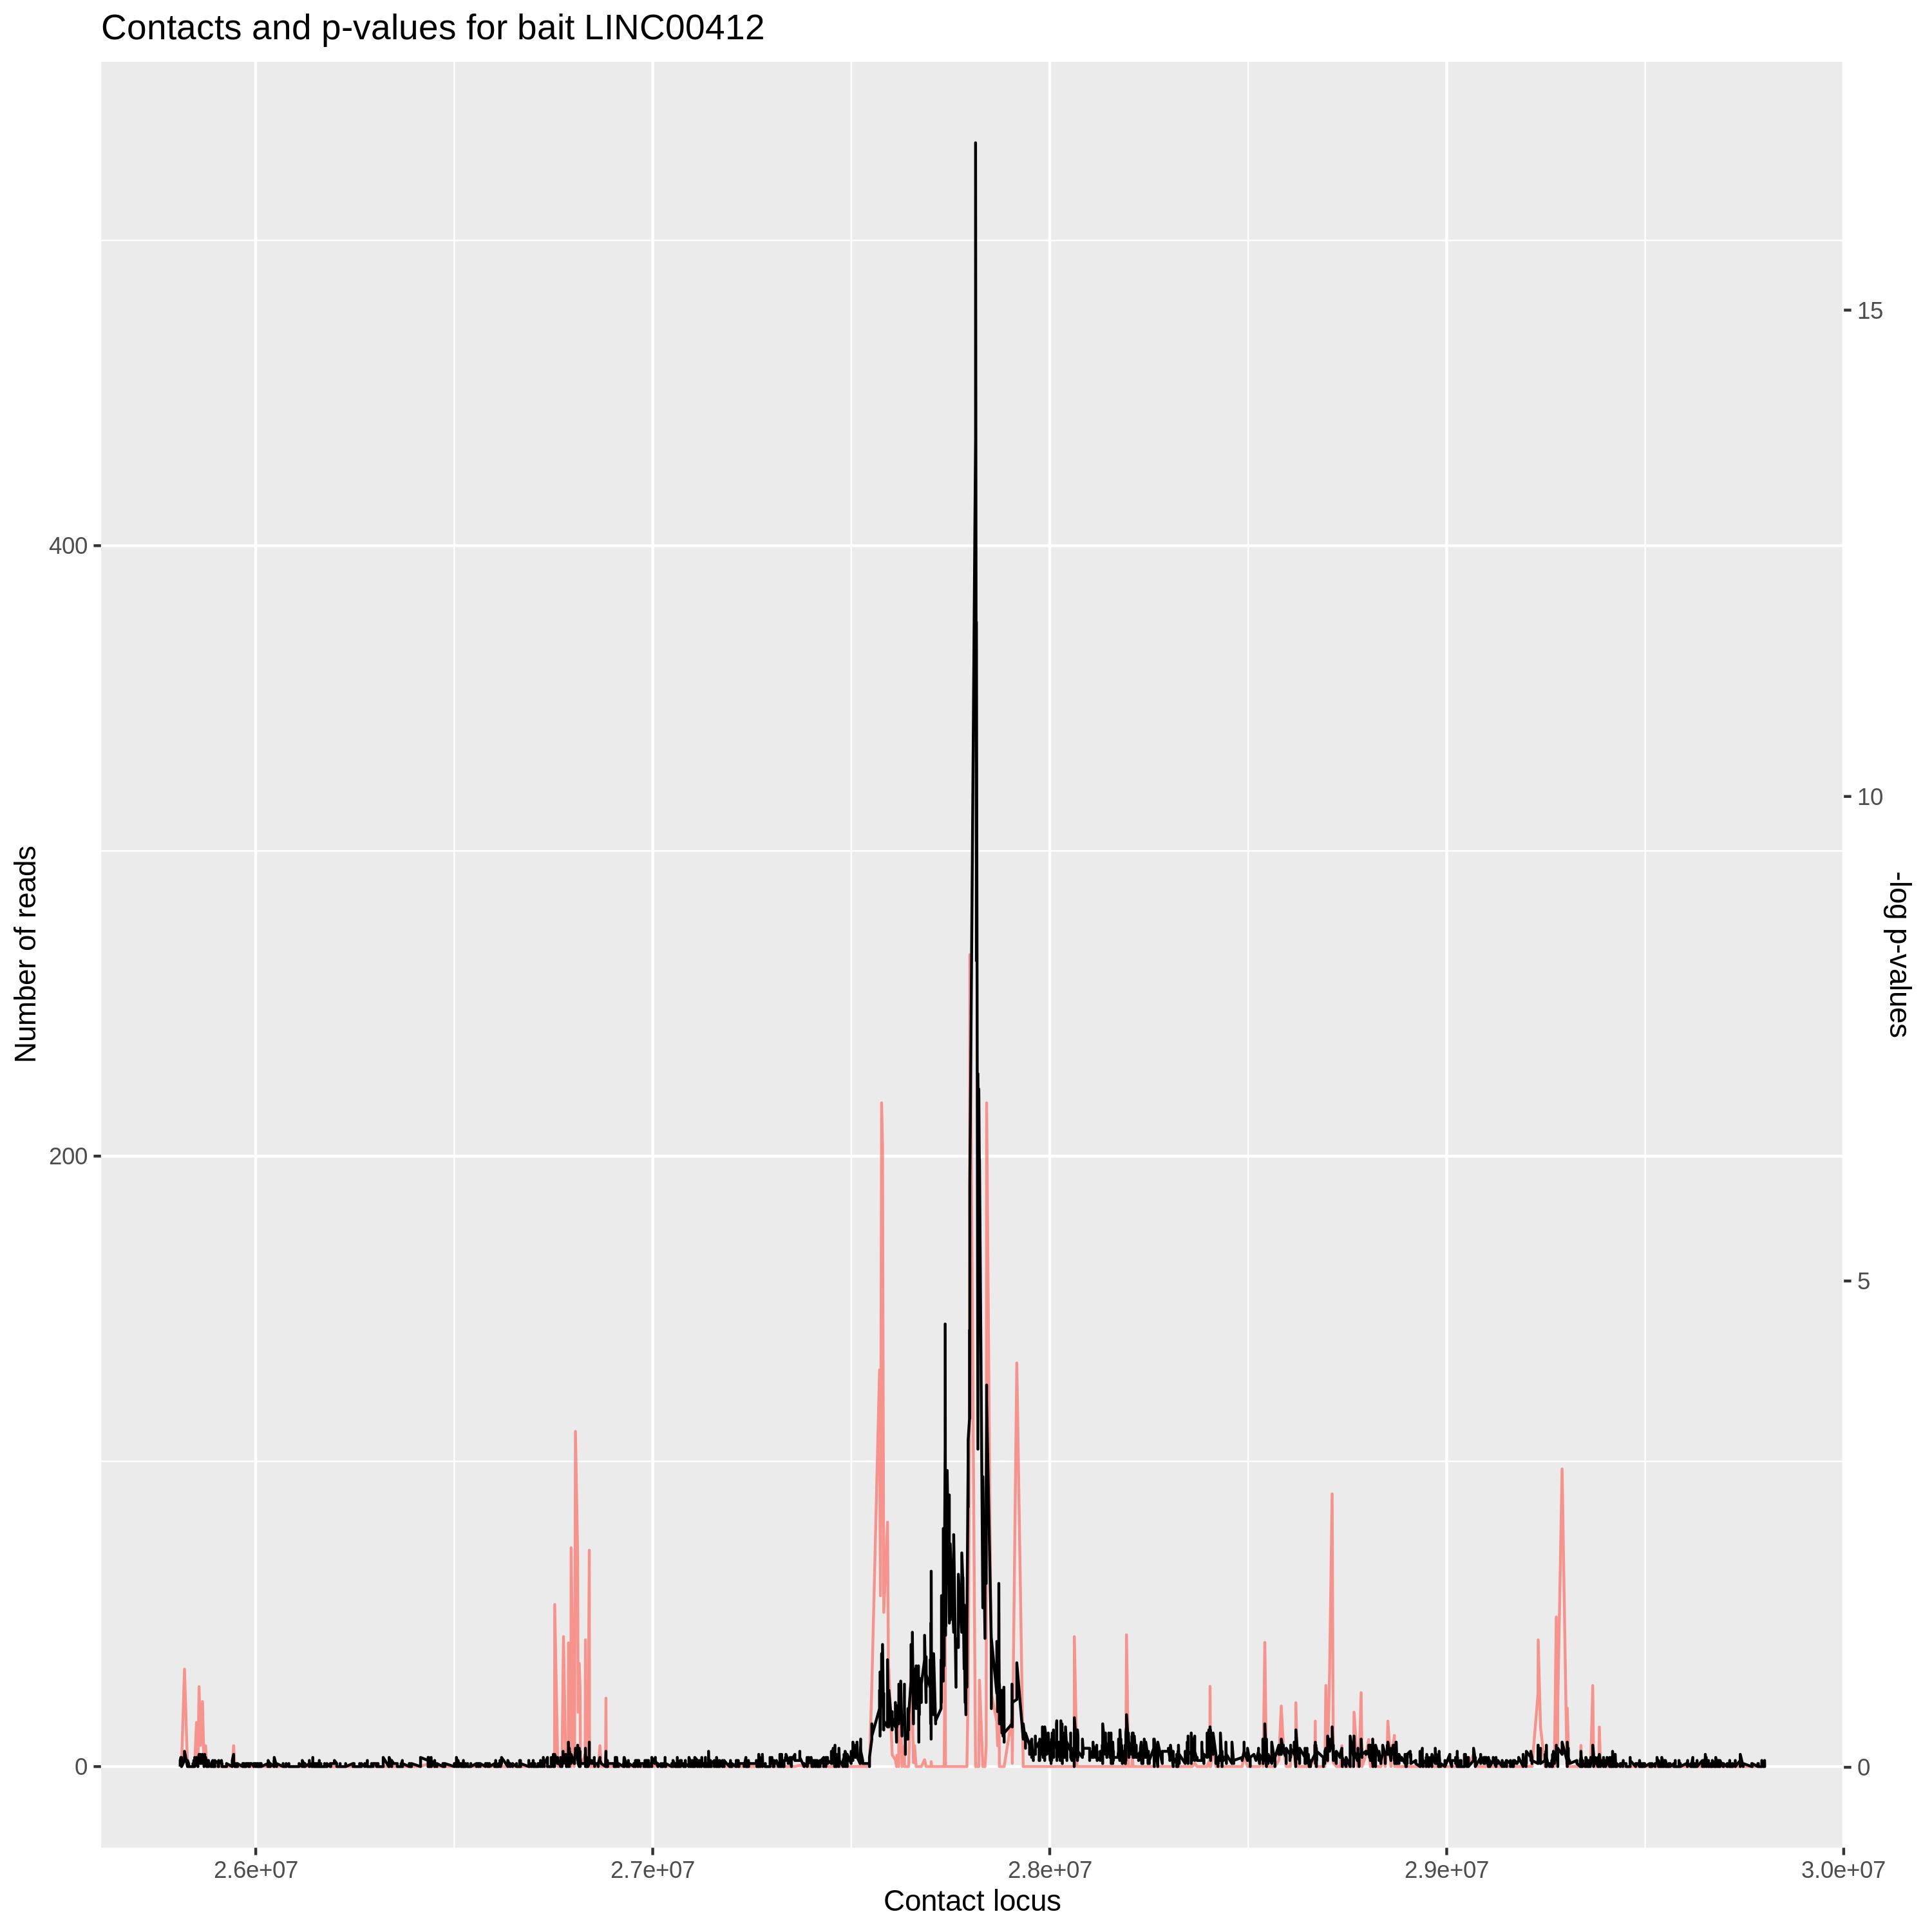 Contacts and p-values for bait LINC00412
Number of reads
400
200
0
15
10
5
0
-log p-values
2.6e+07 2.7e+07 2.8e+07 2.9e+07 3.0e+07
Contact locus